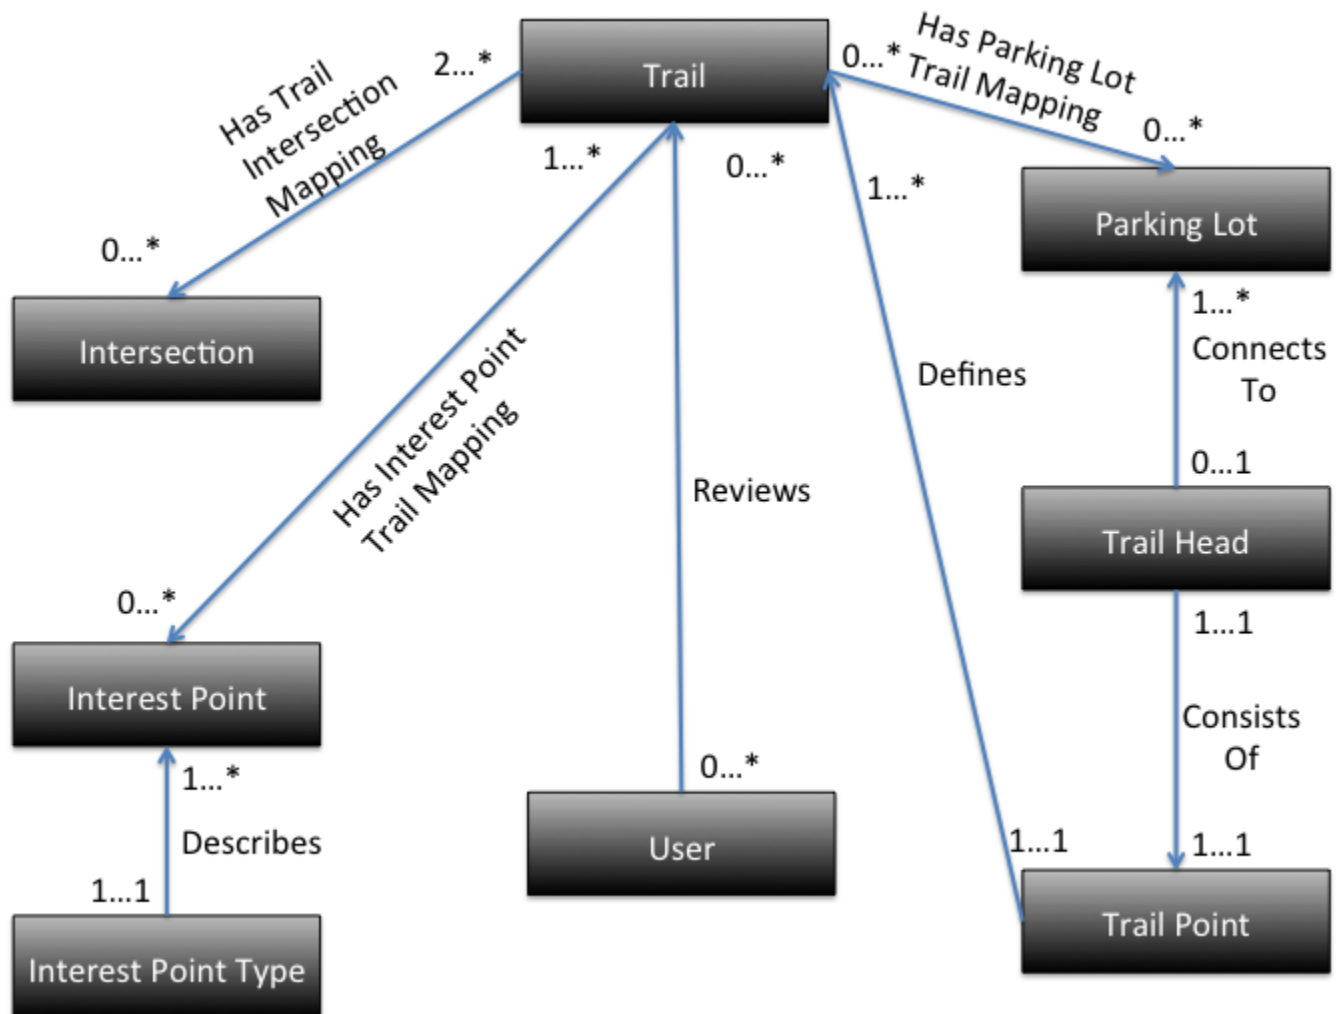 Trail
2...*
Has Trail
Intersection
Mapping
0...*
Intersection
0...*
Has Parking Lot
Trail Mapping
0...*
Parking Lot
1...*
0...*
1...*
1...*
Connects
To
0...1
Trail Head
1...1
Consists
Of
1...1
Trail Point
Defines
1...1
Has Interest Point
Trail Mapping
0...*
Interest Point
1...*
Describes
1...1
Interest Point Type
Reviews
0...*
User